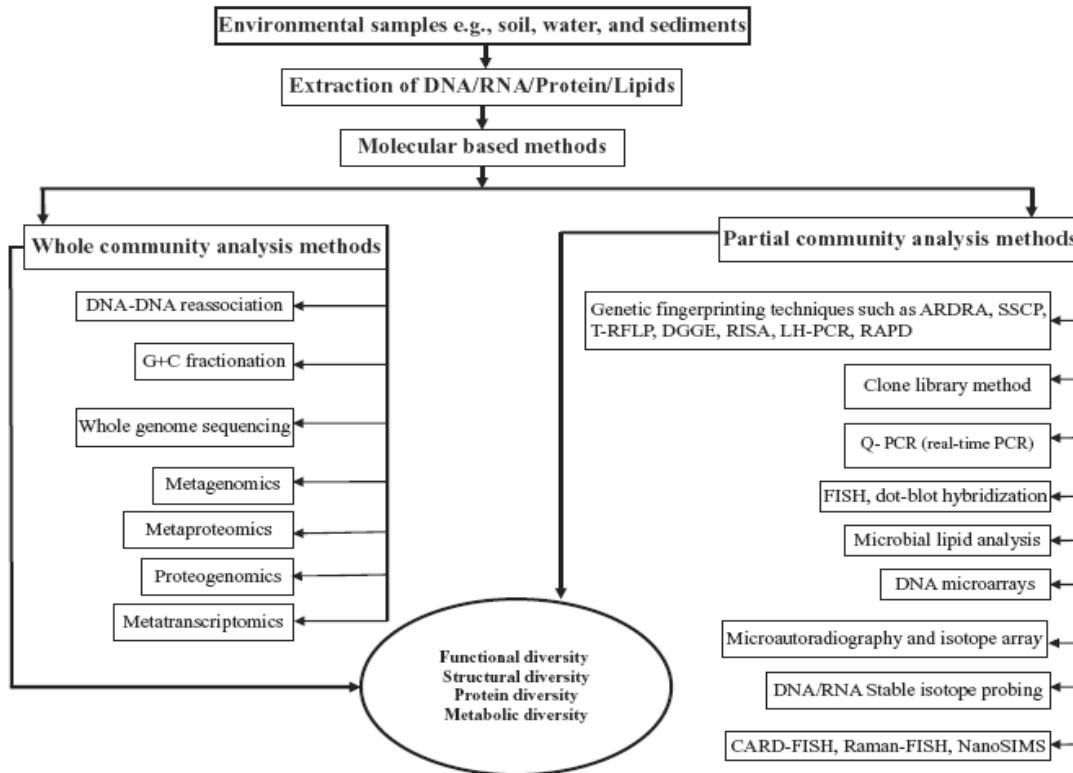 Environmental samples e.g., soil, water, and sediments
Extraction of DNA/RNA/Protein/Lipids
Molecular based methods
Whole community analysis methods
DNA-DNA reassociation
G+C fractionation
Whole genome sequencing
Metagenomics
Metaproteomics
Proteogenomics
Metatranscriptomics
Partial community analysis methods
Genetic fingerprinting techniques such as ARDRA, SSCP,
T-RFLP, DGGE, RISA, LH-PCR, RAPD
Clone library method
Q- PCR (real-time PCR)
FISH, dot-blot hybridization
Microbial lipid analysis
DNA microarrays
Microautoradiography and isotope array
DNA/RNA Stable isotope probing
CARD-FISH, Raman-FISH, NanoSIMS
Functional diversity
Structural diversity
Protein diversity
Metabolic diversity